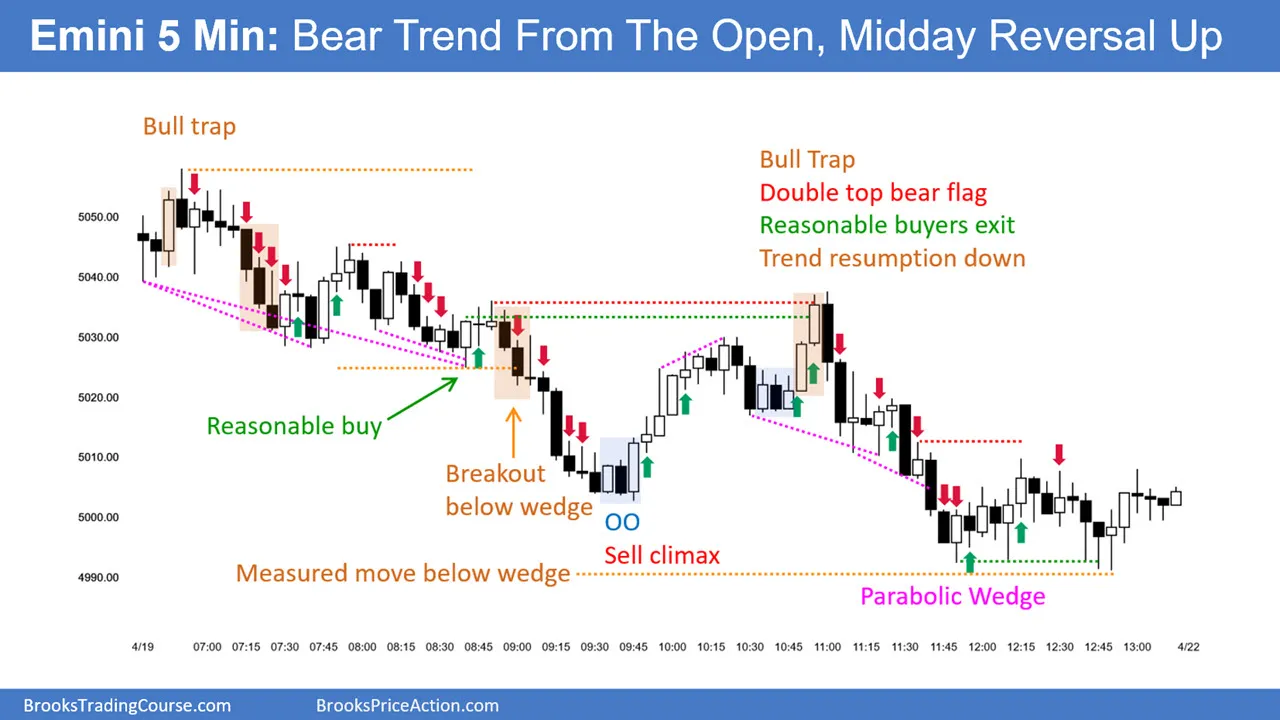 Emini 5 Min: Bear Trend From The Open, Midday Reversal Up
Bull trap
Bull Trap
Double top bear flag
Reasonable buyers exit
Trend resumption down
5050.00
5040.00
5030.00
5020.00
5010.00
5000.00
4990.00
Reasonable buy
Breakout
below wedge
OO
Sell climax
Measured move below wedge
Parabolic Wedge
4/19 07:00 07:15 07:30 07:45 08:00 08:15 08:30 08:45 09:00 09:15 09:30 09:45 10:00 10:15 10:30 10:45 11:00 11:15 11:30 11:45 12:00 12:15 12:30 12:45 13:00 4/22
BrooksTradingCourse.com BrooksPriceAction.com